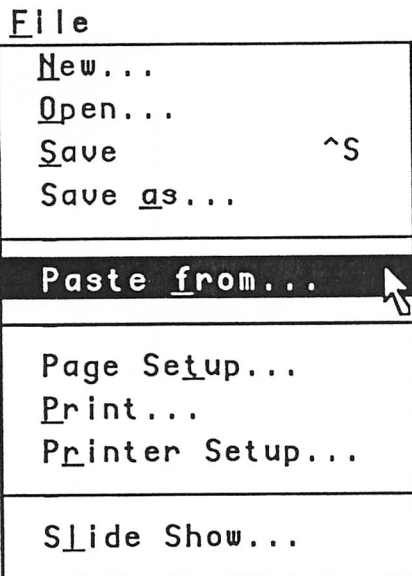 File
New...
Open...
Save ^S
Save as...
Paste from...
Page Setup...
Print...
Printer Setup...
Slide Show...